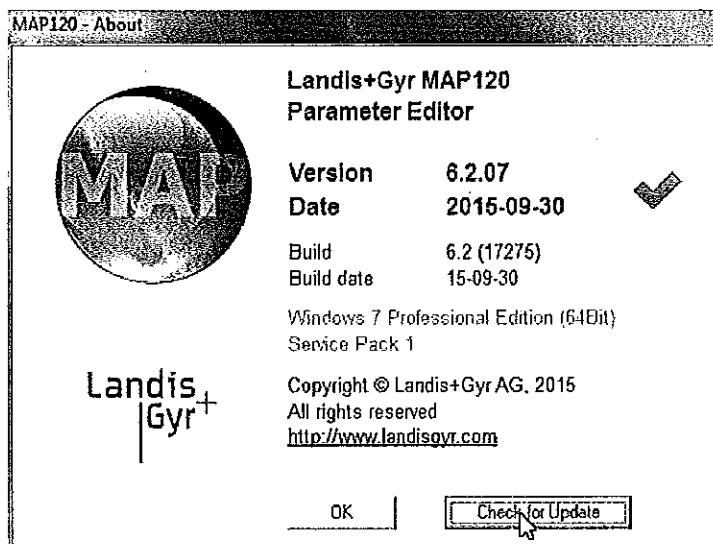 MAP120 - About
MAP
Landis+Gyr MAP120
Parameter Editor
Version 6.2.07
Date 2015-09-30
Build 6.2 (17275)
Build date 15-09-30
Windows 7 Professional Edition (64Bit)
Service Pack 1
Landis
Gyr+
Copyright © Landis+Gyr AG, 2015
All rights reserved
http://www.landisgyr.com
OK Check for Update